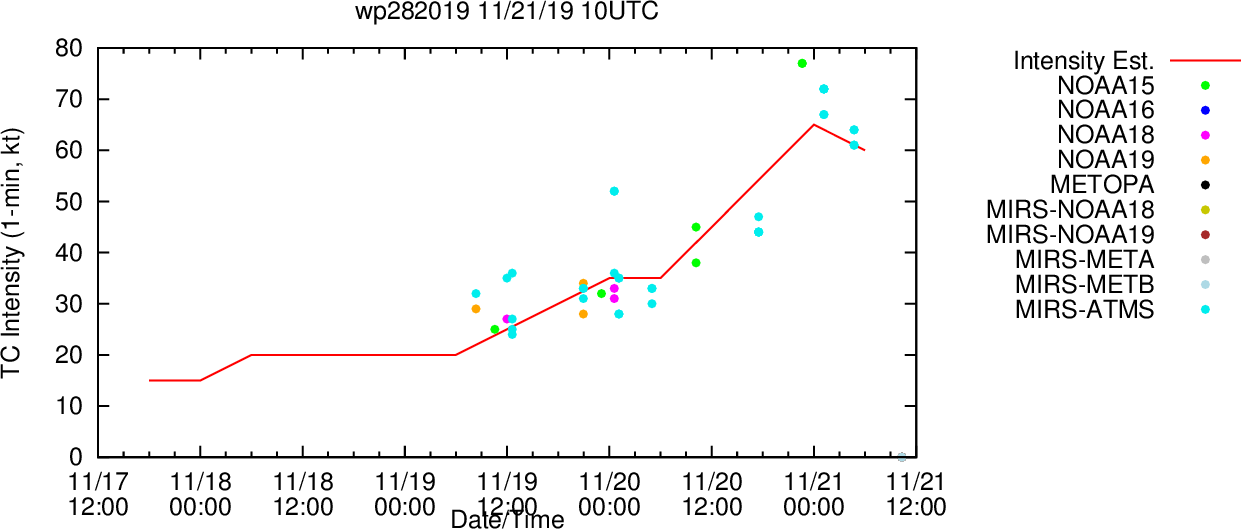 wp282019 11/21/19 10UTC
TC Intensity (1-min, kt)
80
70
60
50
40
30
20
10
0
11/17 11/18 11/18 11/19 11/19 11/20 11/20 11/21 11/21
12:00 00:00 12:00 00:00 12:00 00:00 12:00 00:00 12:00
Date/Time
Intensity Est.
NOAA15
NOAA16
NOAA18
NOAA19
METOPA
MIRS-NOAA18
MIRS-NOAA19
MIRS-META
MIRS-METB
MIRS-ATMS